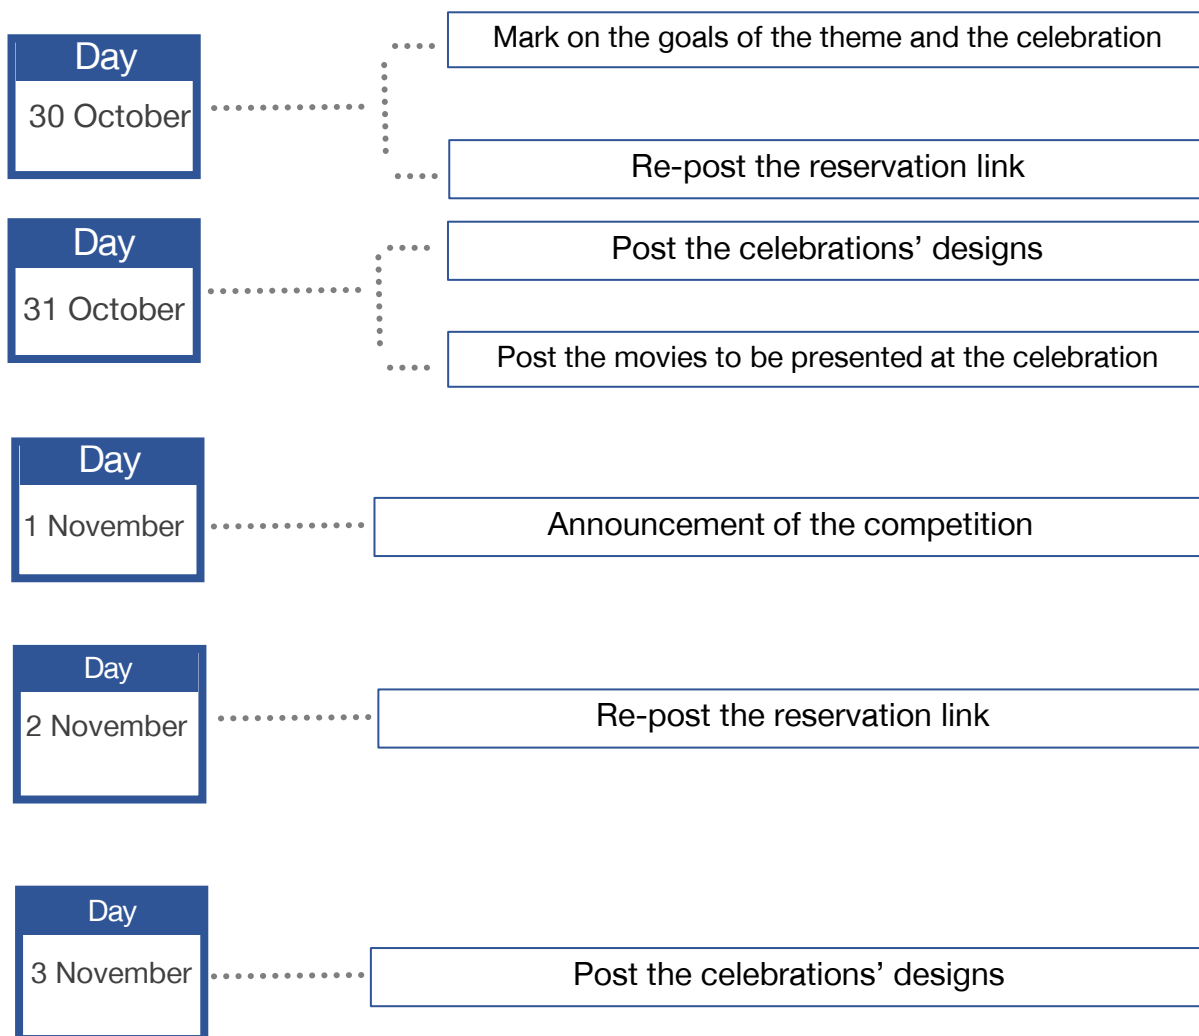 Day
30 October
Mark on the goals of the theme and the celebration
Re-post the reservation link
Day
31 October
Post the celebrations’ designs
Post the movies to be presented at the celebration
Day
1 November
Announcement of the competition
Day
2 November
Re-post the reservation link
Day
3 November
Post the celebrations’ designs